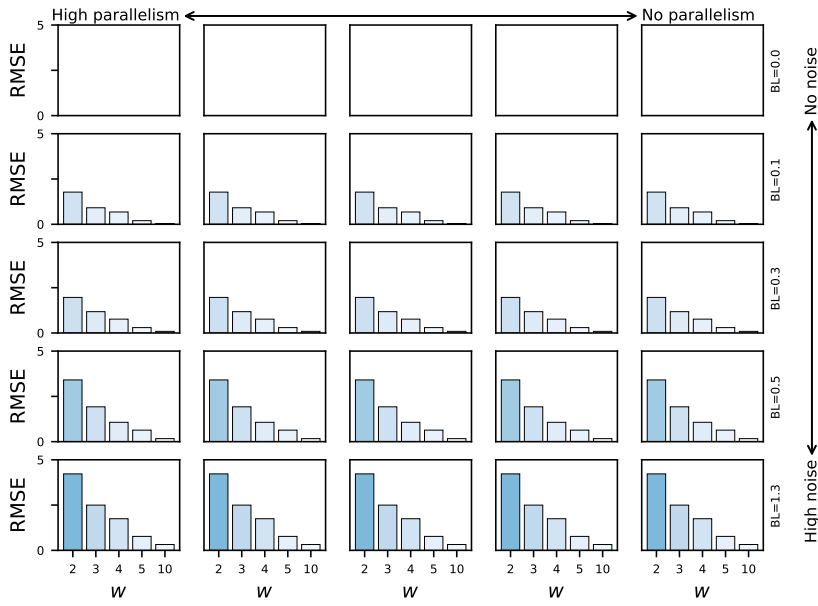 High parallelism No parallelism
5
RMSE
0
BL=0.0
No noise
5
RMSE
0
BL=0.1
5
RMSE
0
BL=0.3
5
RMSE
0
BL=0.5
5
RMSE
0
BL=1.3
High noise
2 3 4 5 10 2 3 4 5 10 2 3 4 5 10 2 3 4 5 10 2 3 4 5 10
w w w w w